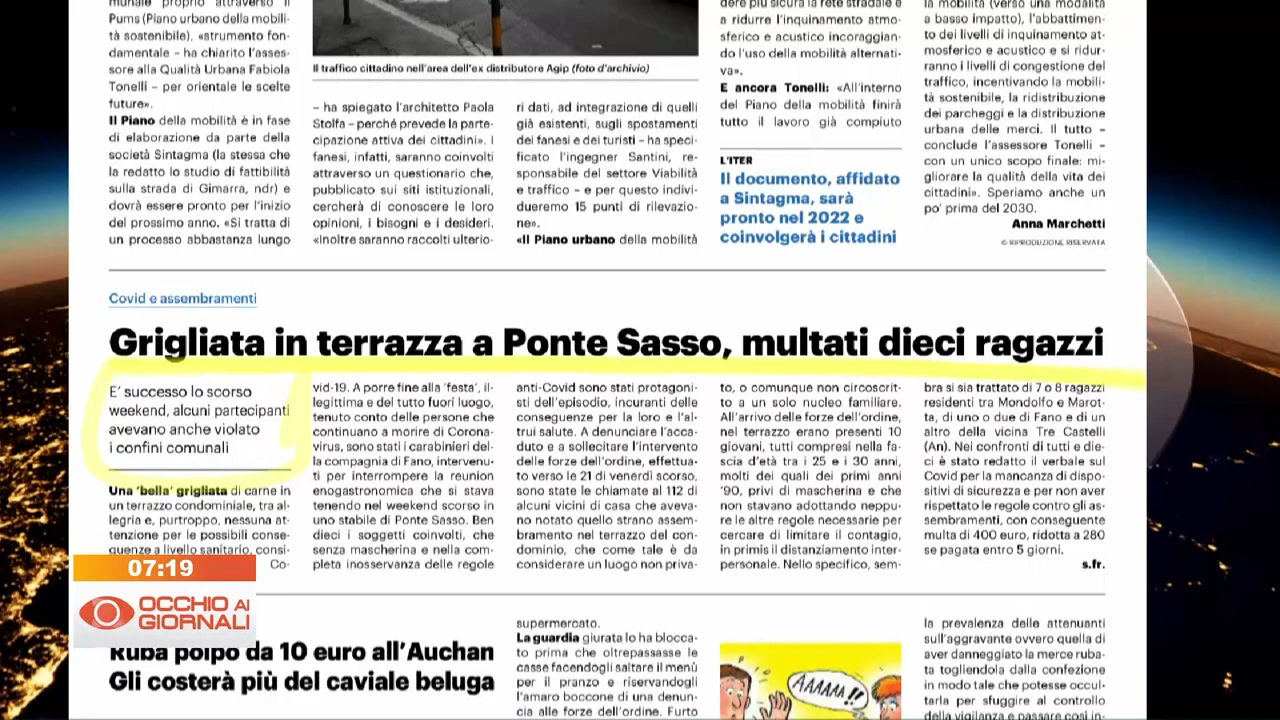 munale proprio attraverso il
Pums (Piano urbano della mobili-
tà sostenibile), «strumento fon-
damentale – ha chiarito l'asses-
sore alla Qualità Urbana Fabiola
Tonelli – per orientale le scelte
future».
Il Piano della mobilità è in fase
di elaborazione da parte della
società Sintagma (la stessa che
la redatto lo studio di fattibilità
sulla strada di Gimarra, ndr) e
dovrà essere pronto per l'inizio
del prossimo anno. «Si tratta di
un processo abbastanza lungo
Il traffico cittadino nell'area dell'ex distributore Agip (foto d'archivio)
– ha spiegato l'architetto Paola
Stolfa – perché prevede la parte-
cipazione attiva dei cittadini». I
fanesi, infatti, saranno coinvolti
attraverso un questionario che,
pubblicato sui siti istituzionali,
cercherà di conoscere le loro
opinioni, i bisogni e i desideri.
«Inoltre saranno raccolti ulterio-
ri dati, ad integrazione di quelli
già esistenti, sugli spostamenti
dei fanesi e dei turisti – ha speci-
ficato l'ingegner Santini, re-
sponsabile del settore Viabilità
e traffico – e per questo indivi-
dueremo 15 punti di rilevazio-
ne».
«Il Piano urbano della mobilità
dere più sicura la rete stradale e
a ridurre l'inquinamento atmo-
sferico e acustico incoraggian-
do l'uso della mobilità alternati-
va».
E ancora Tonelli: «All'interno
del Piano della mobilità finirà
tutto il lavoro già compiuto
L'ITER
Il documento, affidato
a Sintagma, sarà
pronto nel 2022 e
coinvolgerà i cittadini
la mobilità (verso una modalità
a basso impatto), l'abbattimen-
to dei livelli di inquinamento at-
mosferico e acustico e si ridur-
ranno i livelli di congestione del
traffico, incentivando la mobili-
tà sostenibile, la ridistribuzione
dei parcheggi e la distribuzione
urbana delle merci. Il tutto –
conclude l'assessore Tonelli –
con un unico scopo finale: mi-
gliorare la qualità della vita dei
cittadini». Speriamo anche un
po' prima del 2030.
Anna Marchetti
© RIPRODUZIONE RISERVATA
Covid e assembramenti
Grigliata in terrazza a Ponte Sasso, multati dieci ragazzi
E' successo lo scorso
weekend, alcuni partecipanti
avevano anche violato
i confini comunali
Una 'bella' grigliata di carne in
un terrazzo condominiale, tra al-
legria e, purtroppo, nessuna at-
tenzione per le possibili conse-
guenze a livello sanitario, consi-
Co-
vid-19. A porre fine alla 'festa', il-
legittima e del tutto fuori luogo,
tenuto conto delle persone che
continuano a morire di Corona-
virus, sono stati i carabinieri del-
la compagnia di Fano, intervenu-
ti per interrompere la reunion
enogastronomica che si stava
tenendo nel weekend scorso in
uno stabile di Ponte Sasso. Ben
dieci i soggetti coinvolti, che
senza mascherina e nella com-
pleta inosservanza delle regole
anti-Covid sono stati protagoni-
sti dell'episodio, incuranti delle
conseguenze per la loro e l'al-
trui salute. A denunciare l'acca-
duto e a sollecitare l'intervento
delle forze dell'ordine, effettua-
to verso le 21 di venerdì scorso,
sono state le chiamate al 112 di
alcuni vicini di casa che aveva-
no notato quello strano assem-
bramento nel terrazzo del con-
dominio, che come tale è da
considerare un luogo non priva-
to, o comunque non circoscrit-
to a un solo nucleo familiare.
All'arrivo delle forze dell'ordine,
nel terrazzo erano presenti 10
giovani, tutti compresi nella fa-
scia d'età tra i 25 e i 30 anni,
molti dei quali dei primi anni
'90, privi di mascherina e che
non stavano adottando neppu-
re le altre regole necessarie per
cercare di limitare il contagio,
in primis il distanziamento inter-
personale. Nello specifico, sem-
bra si sia trattato di 7 o 8 ragazzi
residenti tra Mondolfo e Marot-
ta, di uno o due di Fano e di un
altro della vicina Tre Castelli
(An). Nei confronti di tutti e die-
ci è stato redatto il verbale sul
Covid per la mancanza di dispo-
sitivi di sicurezza e per non aver
rispettato le regole contro gli as-
sembramenti, con conseguente
multa di 400 euro, ridotta a 280
se pagata entro 5 giorni.
s.fr.
07:19
OCCHIO AI
GIORNALI
Ruba polpo da 10 euro all'Auchan
Gli costerà più del caviale beluga
supermercato.
La guardia giurata lo ha blocca-
to prima che oltrepassasse le
casse facendogli saltare il menù
per il pranzo e riservandogli
l'amaro boccone di una denun-
cia alle forze dell'ordine. Furto
AAAAAA!!
la prevalenza delle attenuanti
sull'aggravante ovvero quella di
aver danneggiato la merce ruba-
ta togliendola dalla confezione
in modo tale che potesse occul-
tarla per sfuggire al controllo
della vigilanza e passare così in-